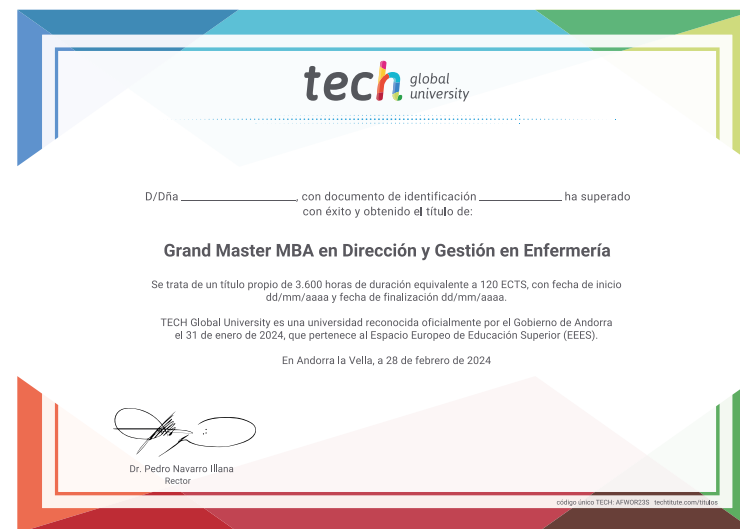 tech global
university
D/Dña ____________, con documento de identificación ____________ ha superado
con éxito y obtenido el título de:
Grand Master MBA en Dirección y Gestión en Enfermería
Se trata de un título propio de 3.600 horas de duración equivalente a 120 ECTS, con fecha de inicio
dd/mm/aaaa y fecha de finalización dd/mm/aaaa.
TECH Global University es una universidad reconocida oficialmente por el Gobierno de Andorra
el 31 de enero de 2024, que pertenece al Espacio Europeo de Educación Superior (EEES).
En Andorra la Vella, a 28 de febrero de 2024
Dr. Pedro Navarro Illana
Rector
código único TECH: AFWOR23S techtitute.com/titulos